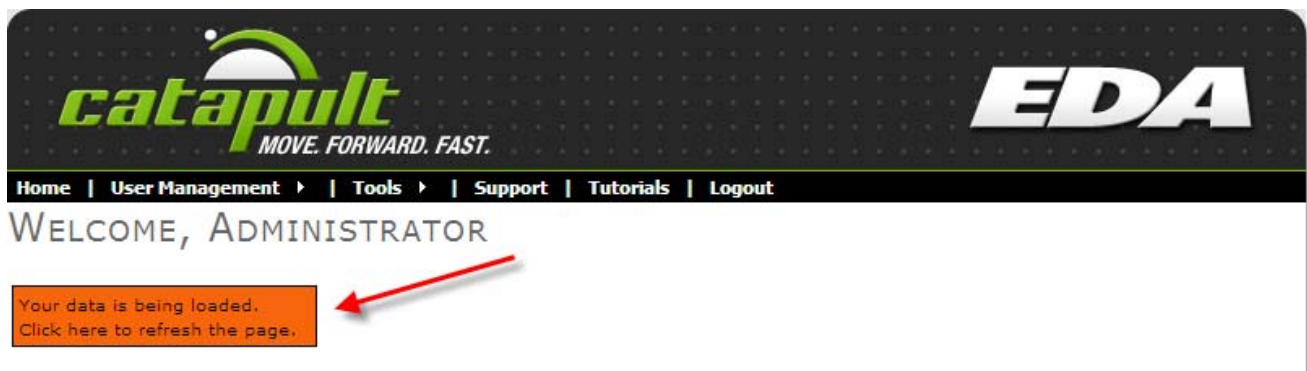 catapult
MOVE. FORWARD. FAST.
EDA
Home | User Management | Tools | Support | Tutorials | Logout
WELCOME, ADMINISTRATOR
Your data is being loaded.
Click here to refresh the page.